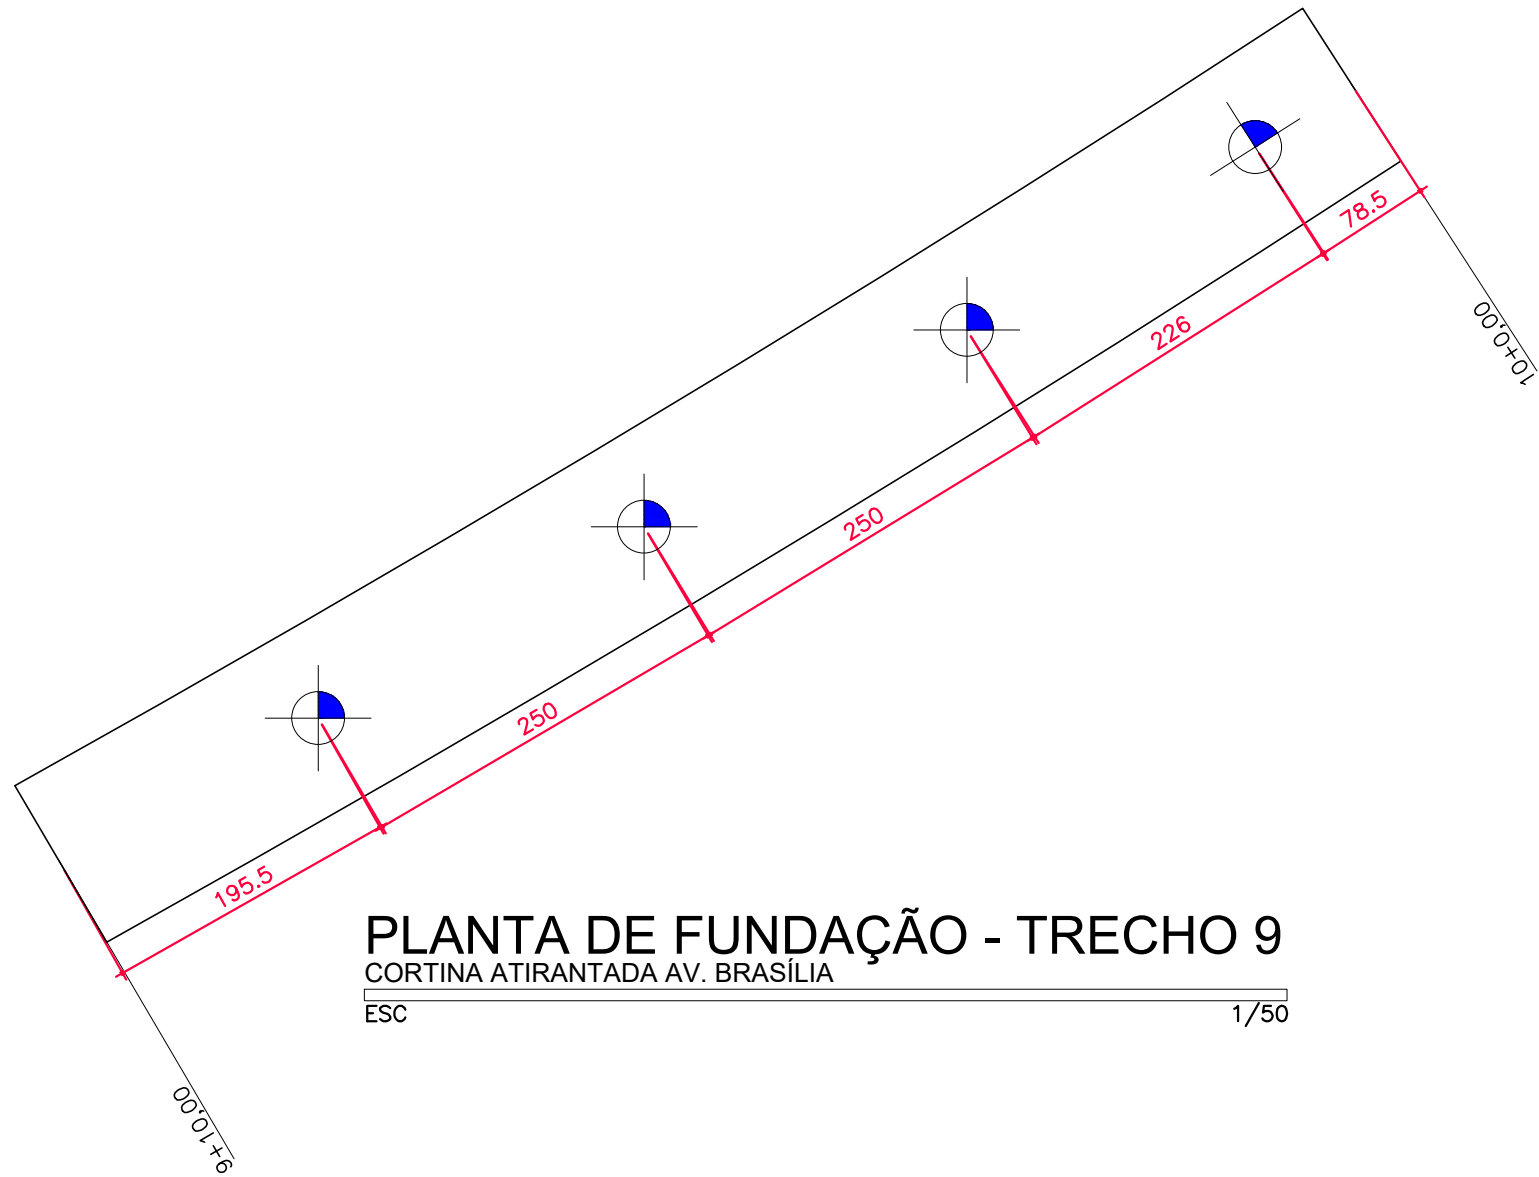 78.5
226
10+0,00
250
250
195.5
PLANTA DE FUNDAÇÃO - TRECHO 9
CORTINA ATIRANTADA AV. BRASÍLIA
ESC 1/50
9+10,00